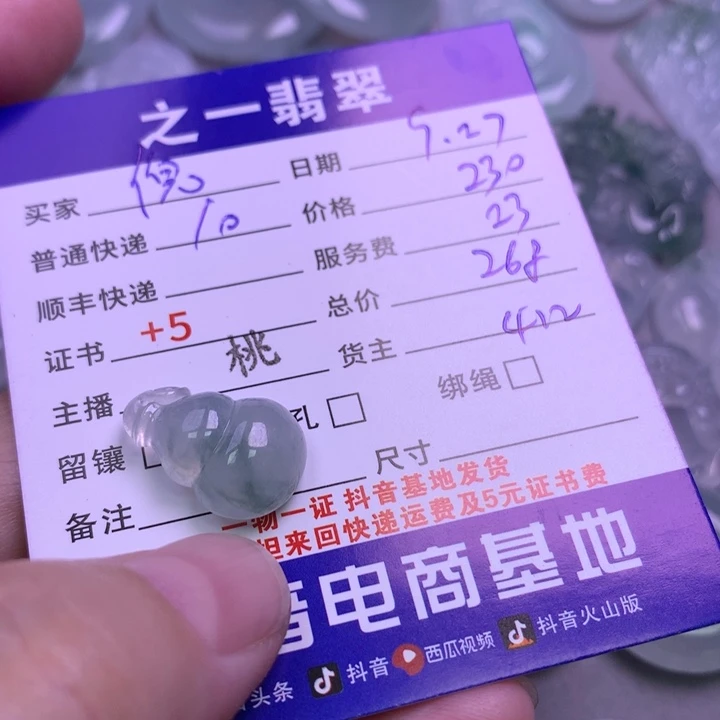 之一翡翠
买家 日期 9.27
普通快递 10 价格 230
顺丰快递 服务费 23
证书 +5 总价 268
主播 桃 货主 412
留镶 孔 绑绳
备注 尺寸
一物一证 抖音基地发货
担来回快递运费及5元证书费
音电商基地
头条 抖音 西瓜视频 抖音火山版